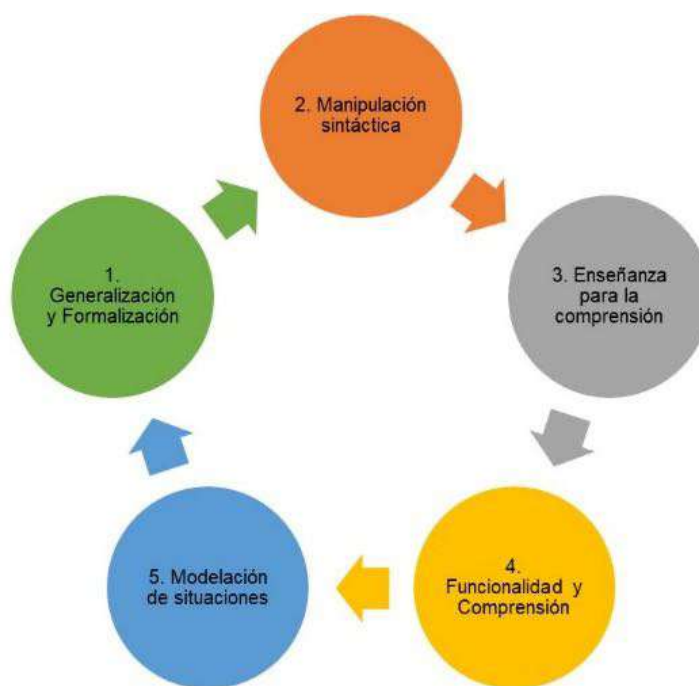 2. Manipulación
sintáctica
1.
Generalización
y Formalización
3. Enseñanza
para la
comprensión
5. Modelación
de situaciones
4.
Funcionalidad y
Comprensión